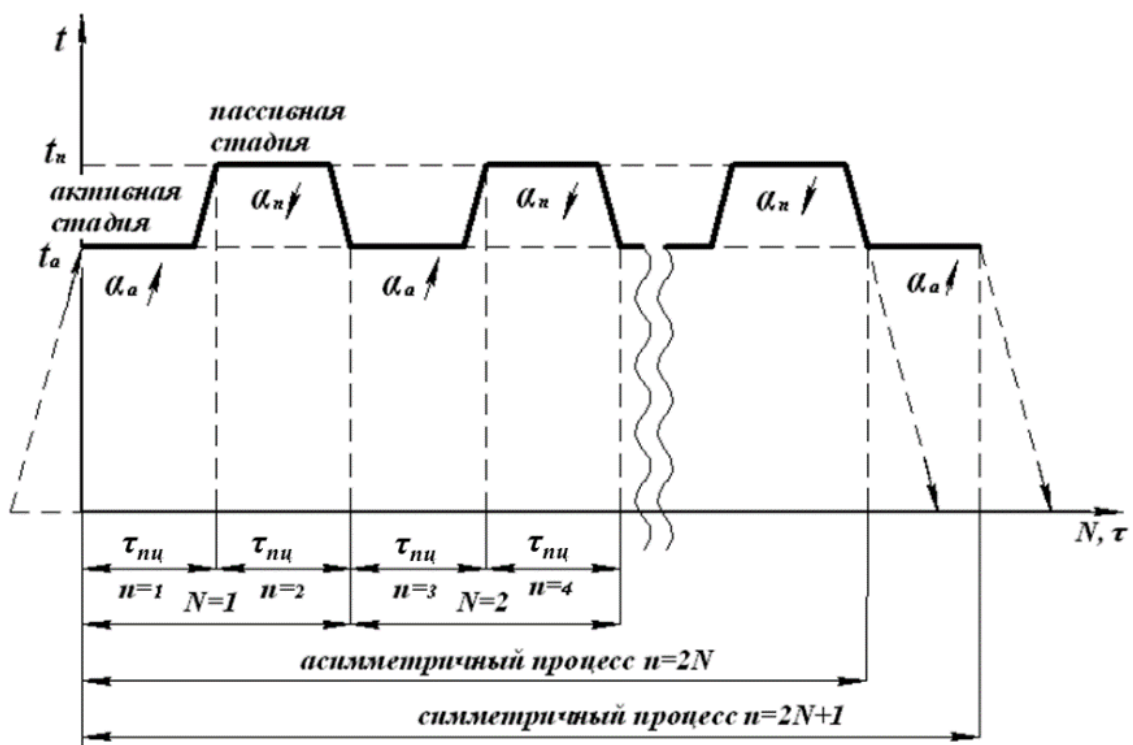 t
пассивная
стадия
tп
αп
αп
αп
активная
стадия
tа
αа
αа
αа
N, τ
τпц
τпц
τпц
τпц
n=1
n=2
n=3
n=4
N=1
N=2
асимметричный процесс n=2N
симметричный процесс n=2N+1